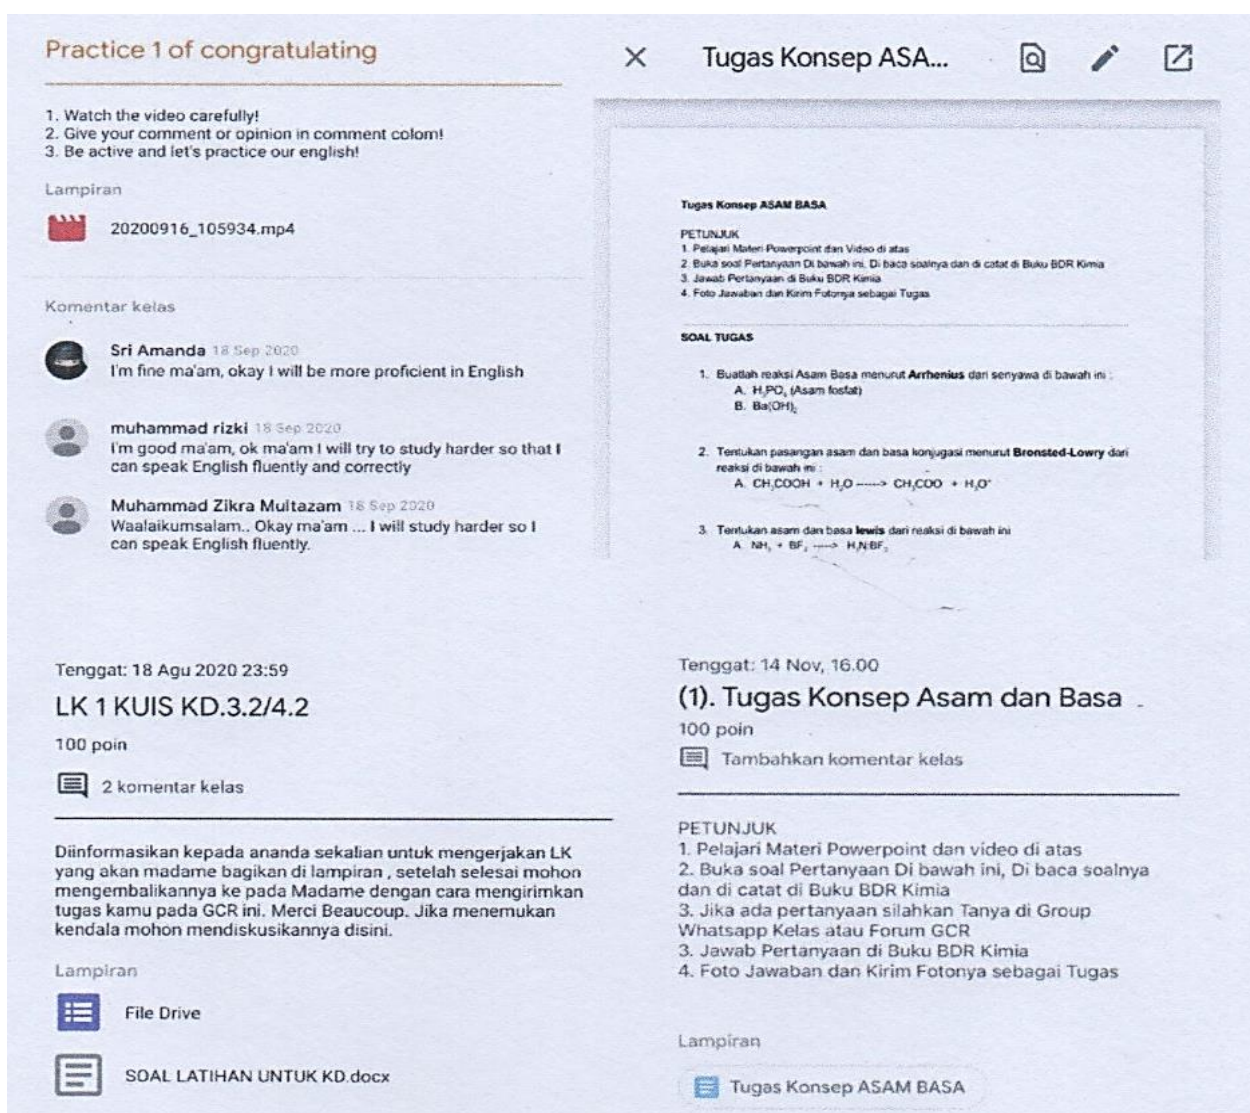 Practice 1 of congratulating
1. Watch the video carefully!
2. Give your comment or opinion in comment colom!
3. Be active and let's practice our english!
Lampiran
20200916_105934.mp4
Komentar kelas
Sri Amanda 18 Sep 2020
I'm fine ma'am, okay I will be more proficient in English
muhammad rizki 18 Sep 2020
I'm good ma'am, ok ma'am I will try to study harder so that I
can speak English fluently and correctly
Muhammad Zikra Multazam 18 Sep 2020
Waalaikumsalam.. Okay ma'am ... I will study harder so I
can speak English fluently.
Tugas Konsep ASA...
Tugas Konsep ASAM BASA
PETUNJUK
1. Pelajari Materi Powerpoint dan Video di atas
2. Buka soal Pertanyaan Di bawah ini, Di baca soalnya dan di catat di Buku BDR Kimia
3. Jawab Pertanyaan di Buku BDR Kimia
4. Foto Jawaban dan Kirim Fotonya sebagai Tugas
SOAL TUGAS
1. Buatlah reaksi Asam Basa menurut Arrhenius dari senyawa di bawah ini :
A. H₃PO₄ (Asam fosfat)
B. Ba(OH)₂
2. Tentukan pasangan asam dan basa konjugasi menurut Bronsted-Lowry dari
reaksi di bawah ini :
A. CH₃COOH + H₂O -----> CH₃COO + H₃O⁺
3. Tentukan asam dan basa lewis dari reaksi di bawah ini
A. NH₃ + BF₃ ----> H₃N:BF₃
Tenggat: 18 Agu 2020 23:59
LK 1 KUIS KD.3.2/4.2
100 poin
2 komentar kelas
Diinformasikan kepada ananda sekalian untuk mengerjakan LK
yang akan madame bagikan di lampiran , setelah selesai mohon
mengembalikannya ke pada Madame dengan cara mengirimkan
tugas kamu pada GCR ini. Merci Beaucoup. Jika menemukan
kendala mohon mendiskusikannya disini.
Lampiran
File Drive
SOAL LATIHAN UNTUK KD.docx
Tenggat: 14 Nov, 16.00
(1). Tugas Konsep Asam dan Basa
100 poin
Tambahkan komentar kelas
PETUNJUK
1. Pelajari Materi Powerpoint dan video di atas
2. Buka soal Pertanyaan Di bawah ini, Di baca soalnya
dan di catat di Buku BDR Kimia
3. Jika ada pertanyaan silahkan Tanya di Group
Whatsapp Kelas atau Forum GCR
3. Jawab Pertanyaan di Buku BDR Kimia
4. Foto Jawaban dan Kirim Fotonya sebagai Tugas
Lampiran
Tugas Konsep ASAM BASA